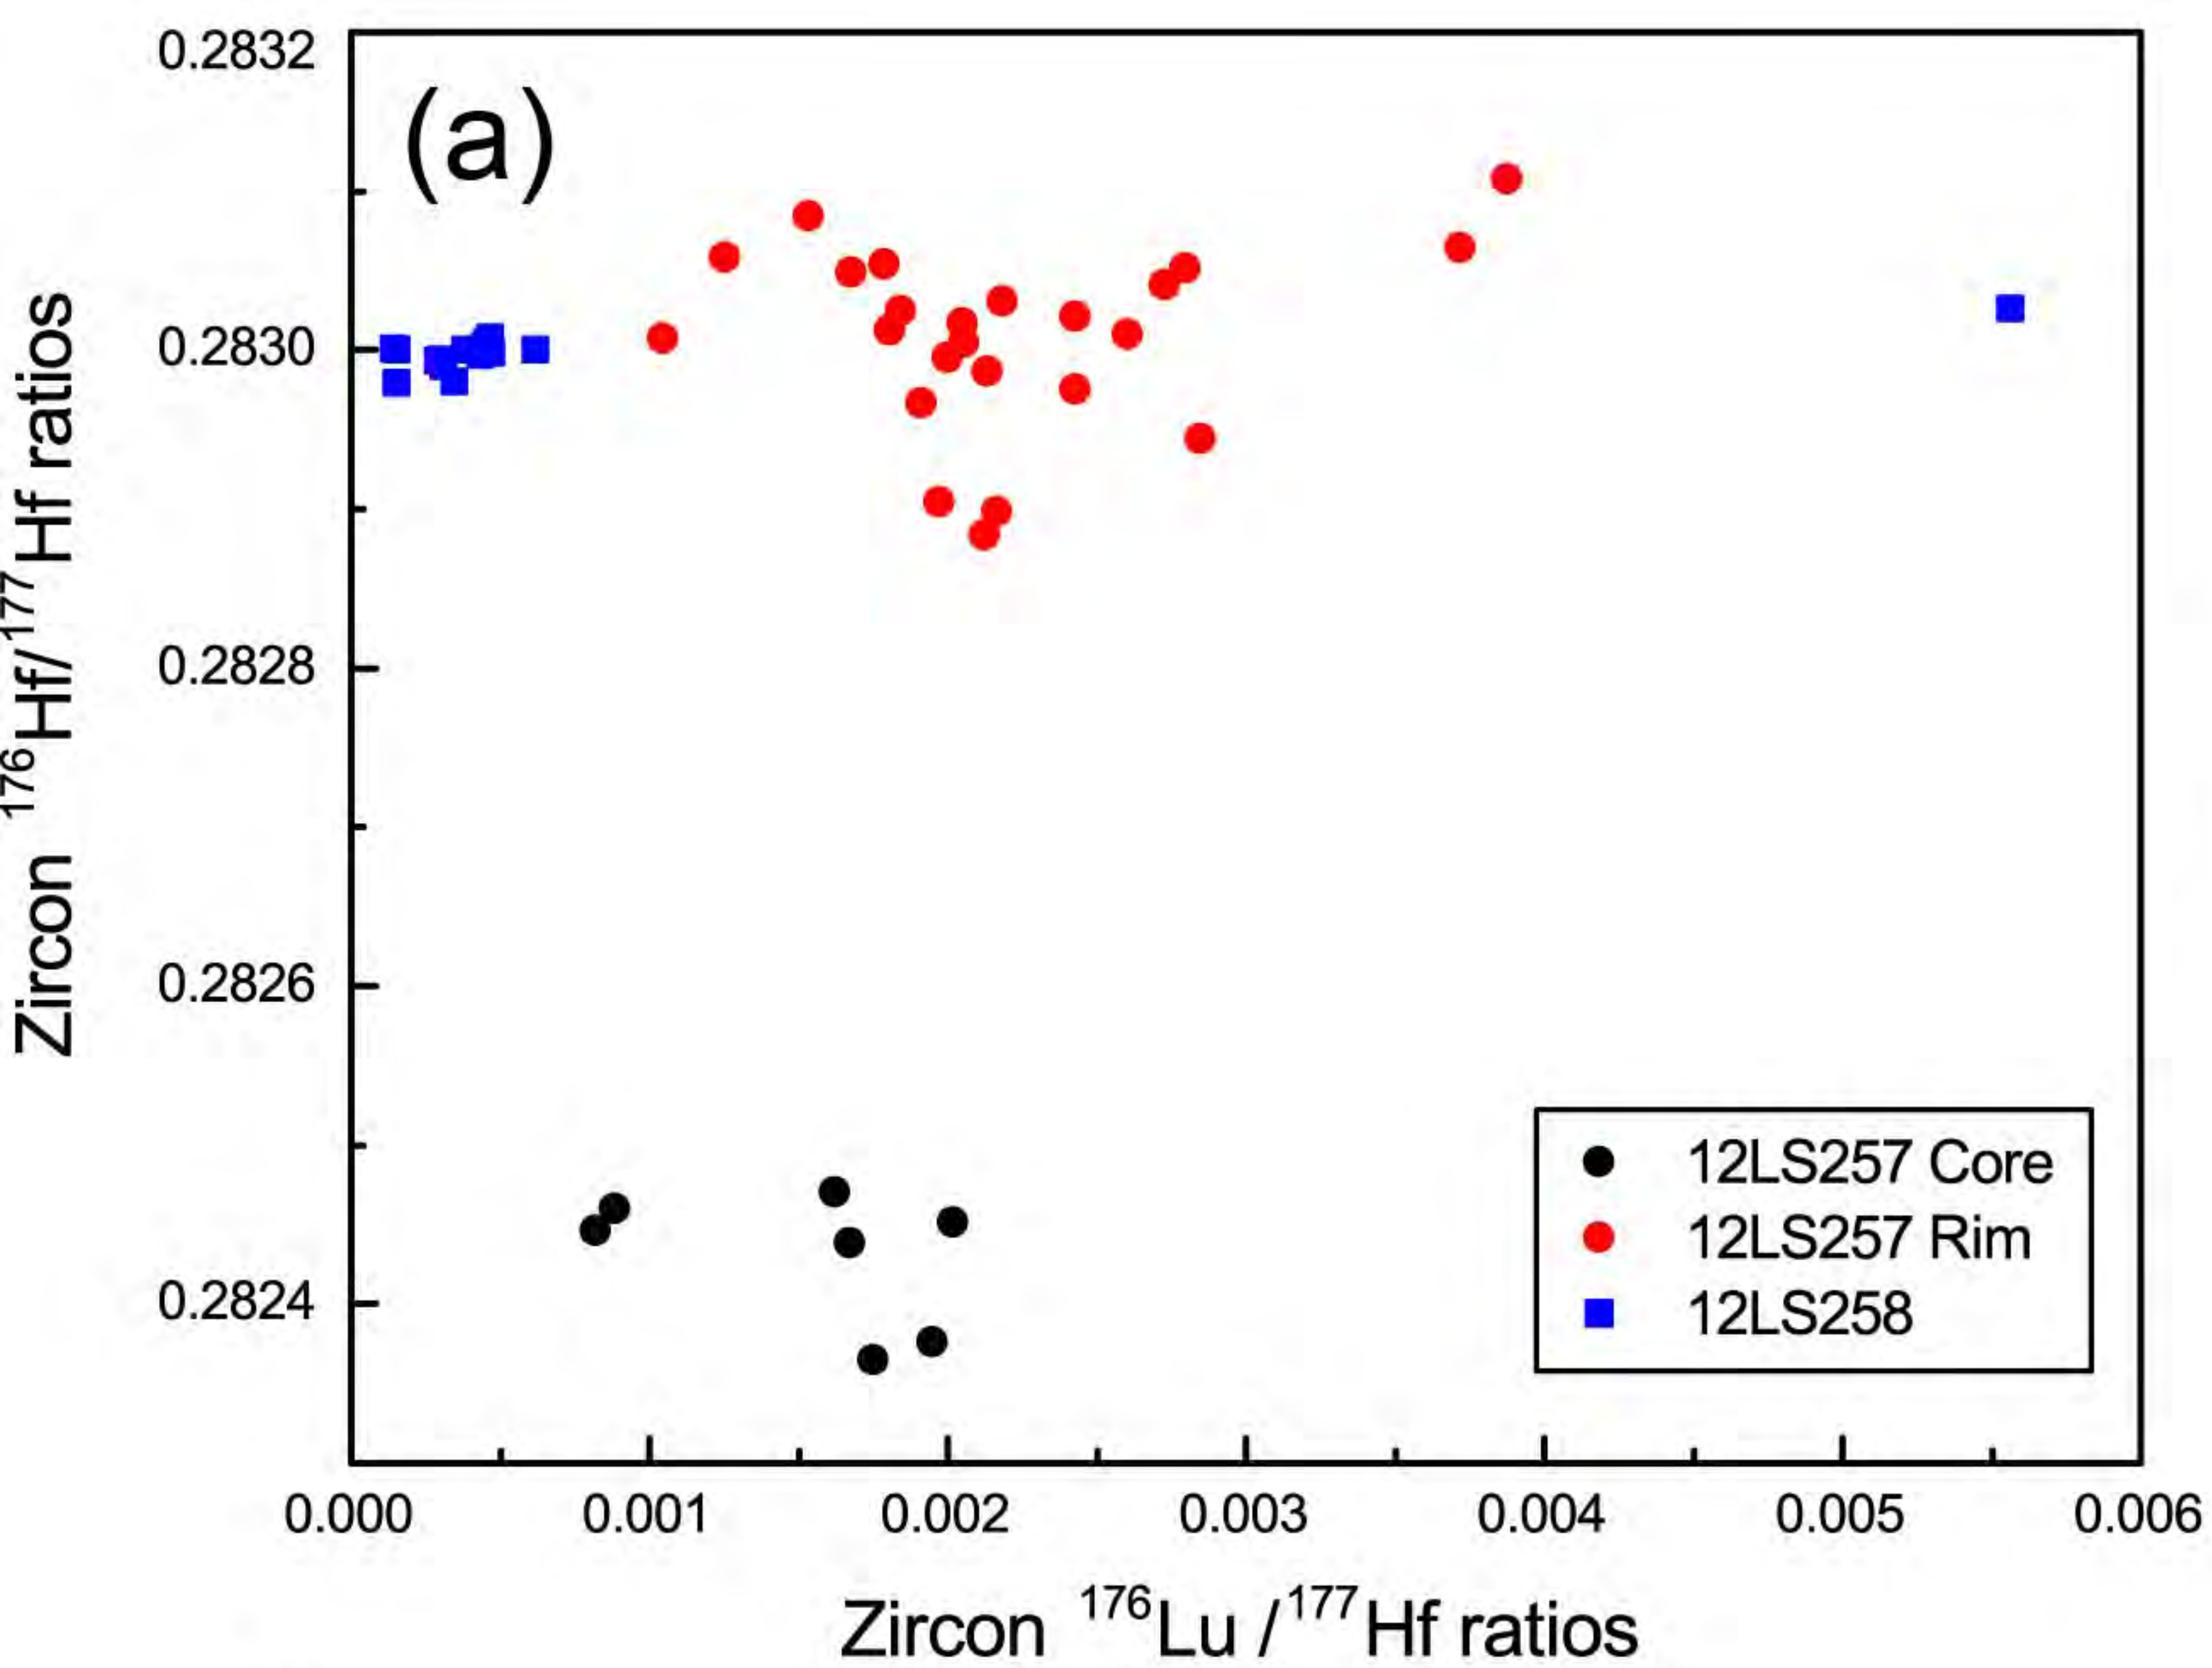 (a)
0.2832
0.2830
0.2828
0.2826
0.2824
Zircon ¹⁷⁶Hf/¹⁷⁷Hf ratios
12LS257 Core
12LS257 Rim
12LS258
0.000 0.001 0.002 0.003 0.004 0.005 0.006
Zircon ¹⁷⁶Lu /¹⁷⁷Hf ratios